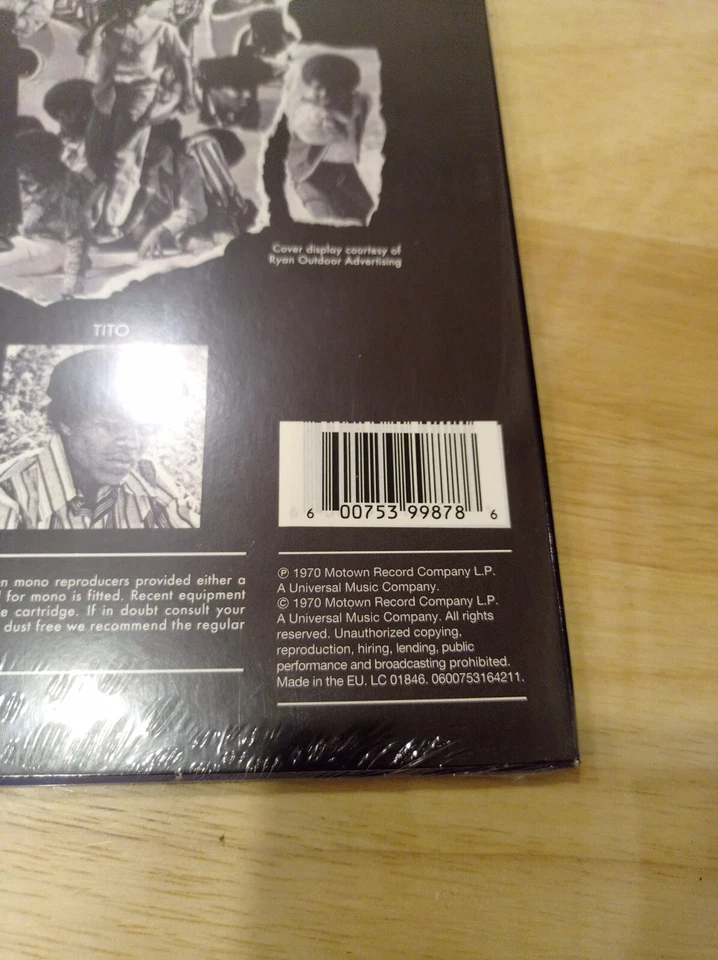 Cover display courtesy of
Ryan Outdoor Advertising
TITO
6 00753 99878 6
n mono reproducers provided either a
for mono is fitted. Recent equipment
e cartridge. If in doubt consult your
dust free we recommend the regular
℗ 1970 Motown Record Company L.P.
A Universal Music Company.
© 1970 Motown Record Company L.P.
A Universal Music Company. All rights
reserved. Unauthorized copying,
reproduction, hiring, lending, public
performance and broadcasting prohibited.
Made in the EU. LC 01846. 0600753164211.